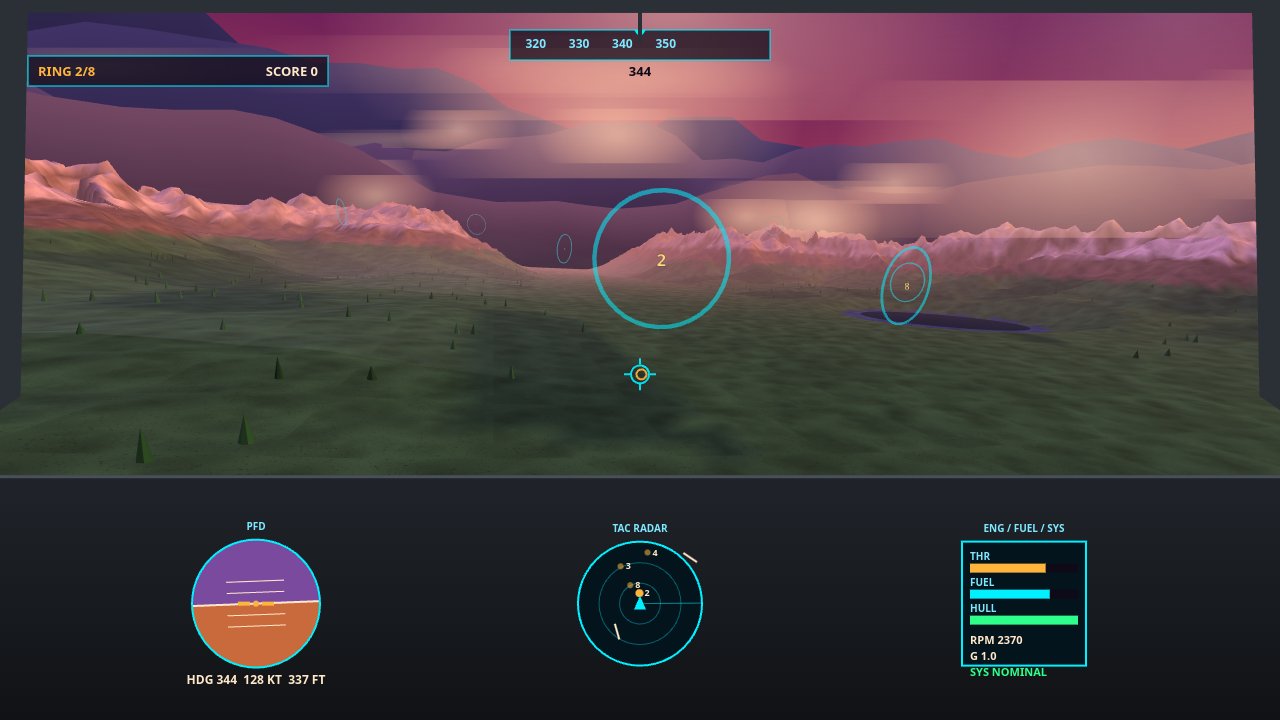 320 330 340 350
344
RING 2/8 SCORE 0
2
8
PFD
HDG 344 128 KT 337 FT
TAC RADAR
4
3
8
2
ENG / FUEL / SYS
THR
FUEL
HULL
RPM 2370
G 1.0
SYS NOMINAL